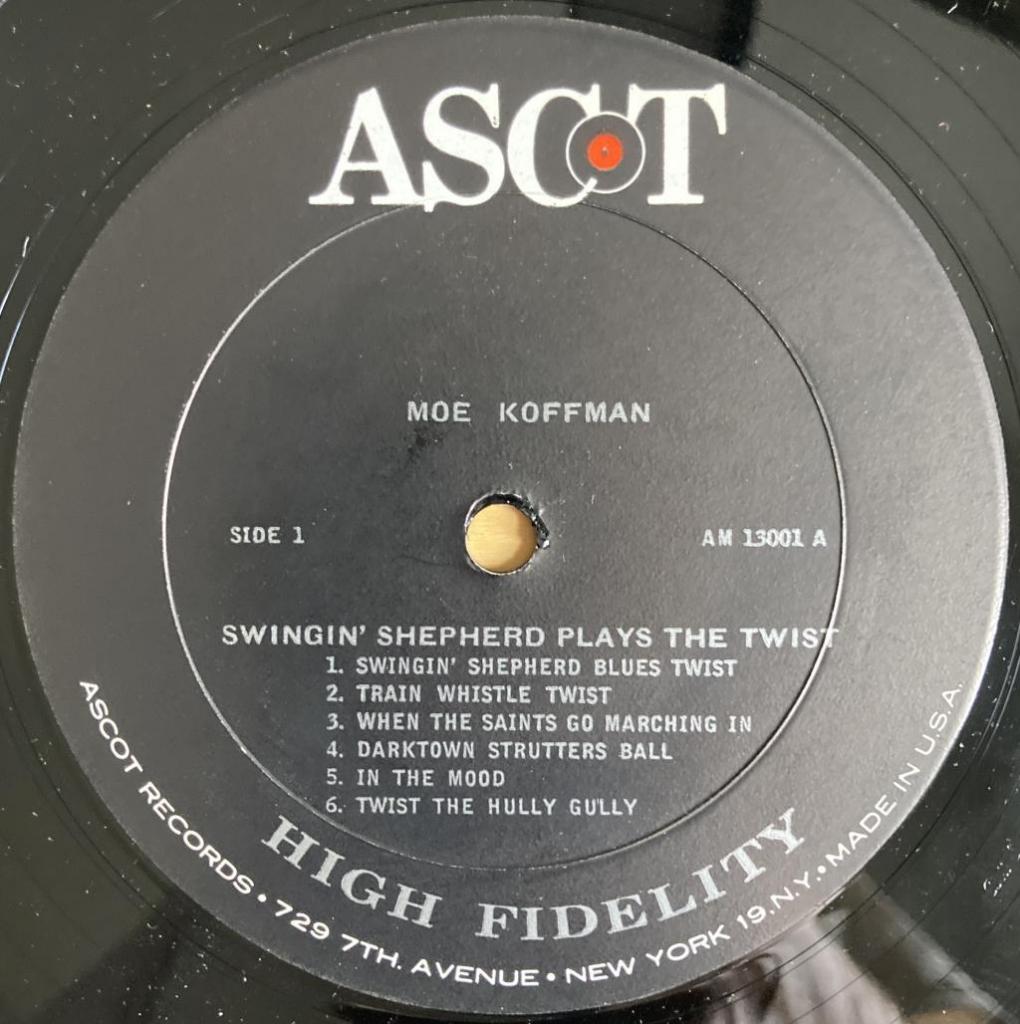 ASCOT
MOE KOFFMAN
SIDE 1
AM 13001 A
SWINGIN' SHEPHERD PLAYS THE TWIST
1. SWINGIN' SHEPHERD BLUES TWIST
2. TRAIN WHISTLE TWIST
3. WHEN THE SAINTS GO MARCHING IN
4. DARKTOWN STRUTTERS BALL
5. IN THE MOOD
6. TWIST THE HULLY GULLY
HIGH FIDELITY
ASCOT RECORDS • 729 7TH. AVENUE • NEW YORK 19, N.Y. • MADE IN U.S.A.